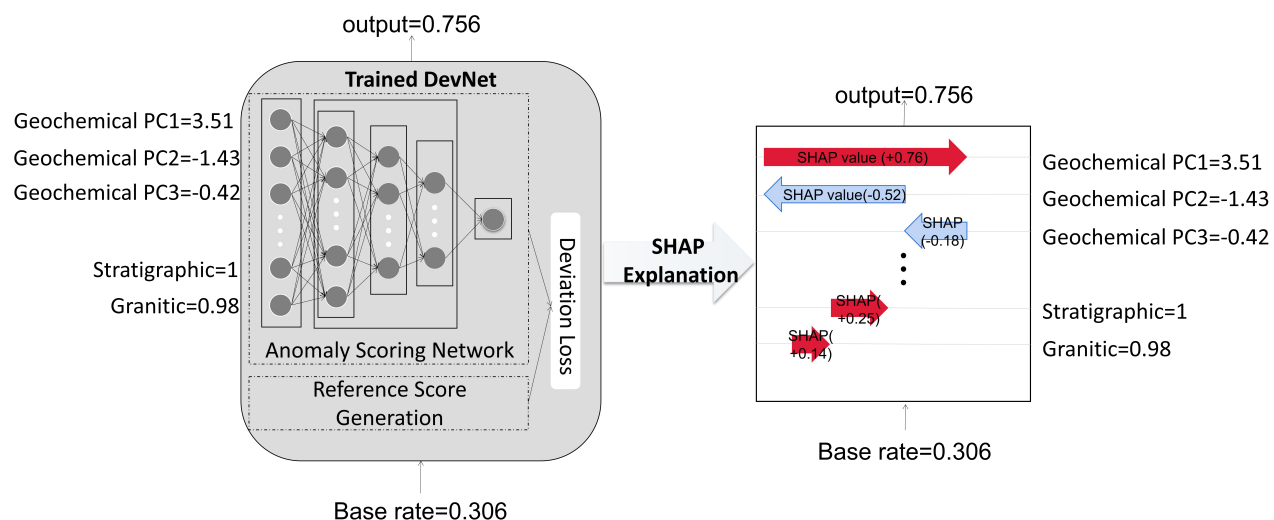 output=0.756
Trained DevNet
Geochemical PC1=3.51
Geochemical PC2=-1.43
Geochemical PC3=-0.42
Stratigraphic=1
Granitic=0.98
Anomaly Scoring Network
Reference Score
Generation
Deviation Loss
Base rate=0.306
SHAP
Explanation
output=0.756
SHAP value (+0.76)
SHAP value(-0.52)
SHAP
(-0.18)
SHAP(
+0.25)
SHAP(
+0.14)
Geochemical PC1=3.51
Geochemical PC2=-1.43
Geochemical PC3=-0.42
Stratigraphic=1
Granitic=0.98
Base rate=0.306